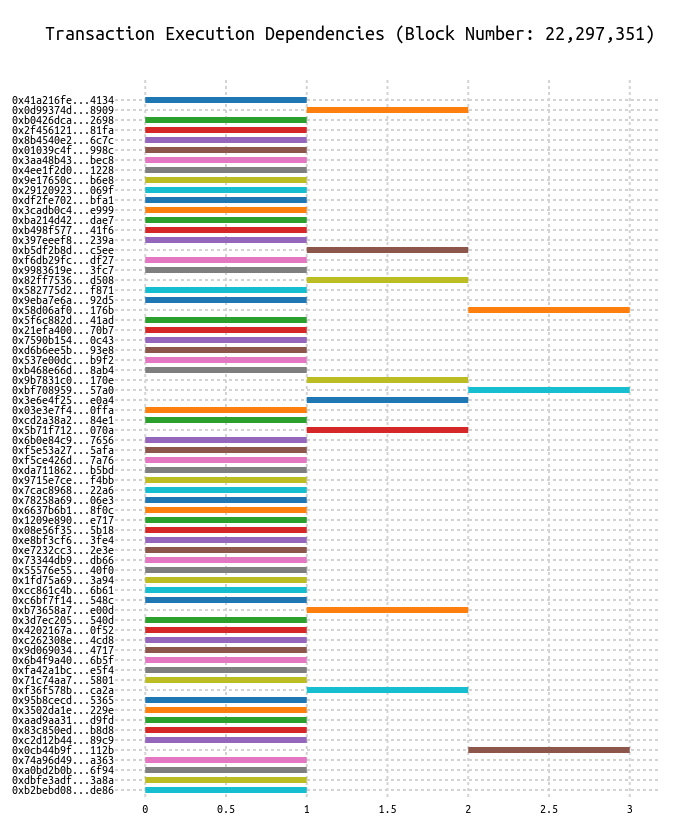 Transaction Execution Dependencies (Block Number: 22,297,351)
0x41a216fe...4134
0x0d99374d...8909
0xb0426dca...2698
0x2f456121...81fa
0x8b4540e2...6c7c
0x01039c4f...998c
0x3aa48b43...bec8
0x4ee1f2d0...1228
0x9e17650c...b6e8
0x29120923...069f
0xdf2fe702...bfa1
0x3cadb0c4...e999
0xba214d42...dae7
0xb498f577...41f6
0x397eeef8...239a
0xb5df2b8d...c5ee
0xf6db29fc...df27
0x9983619e...3fc7
0x82ff7536...d508
0x582775d2...f871
0x9eba7e6a...92d5
0x58d06af0...176b
0x5f6c882d...41ad
0x21efa400...70b7
0x7590b154...0c43
0xd6b6ee5b...93e8
0x537e00dc...b9f2
0xb468e66d...8ab4
0x9b7831c0...170e
0xbf708959...57a0
0x3e6e4f25...e0a4
0x03e3e7f4...0ffa
0xcd2a38a2...84e1
0x5b71f712...070a
0x6b0e84c9...7656
0xf5e53a27...5afa
0xf5ce426d...7a76
0xda711862...b5bd
0x9715e7ce...f4bb
0x7cac8968...22a6
0x78258a69...06e3
0x6637b6b1...8f0c
0x1209e890...e717
0x08e56f35...5b18
0xe8bf3cf6...3fe4
0xe7232cc3...2e3e
0x73344db9...db66
0x55576e55...40f0
0x1fd75a69...3a94
0xcc861c4b...6b61
0xc6bf7f14...548c
0xb73658a7...e00d
0x3d7ec205...540d
0x4202167a...0f52
0xc262308e...4cd8
0x9d069034...4717
0x6b4f9a40...6b5f
0xfa42a1bc...e5f4
0x71c74aa7...5801
0xf36f578b...ca2a
0x95b8cecd...5365
0x3502da1e...229e
0xaad9aa31...d9fd
0x83c850ed...b8d8
0xc2d12b44...89c9
0x0cb44b9f...112b
0x74a96d49...a363
0xa0bd2b0b...6f94
0xdbfe3adf...3a8a
0xb2bebd08...de86
0 0.5 1 1.5 2 2.5 3